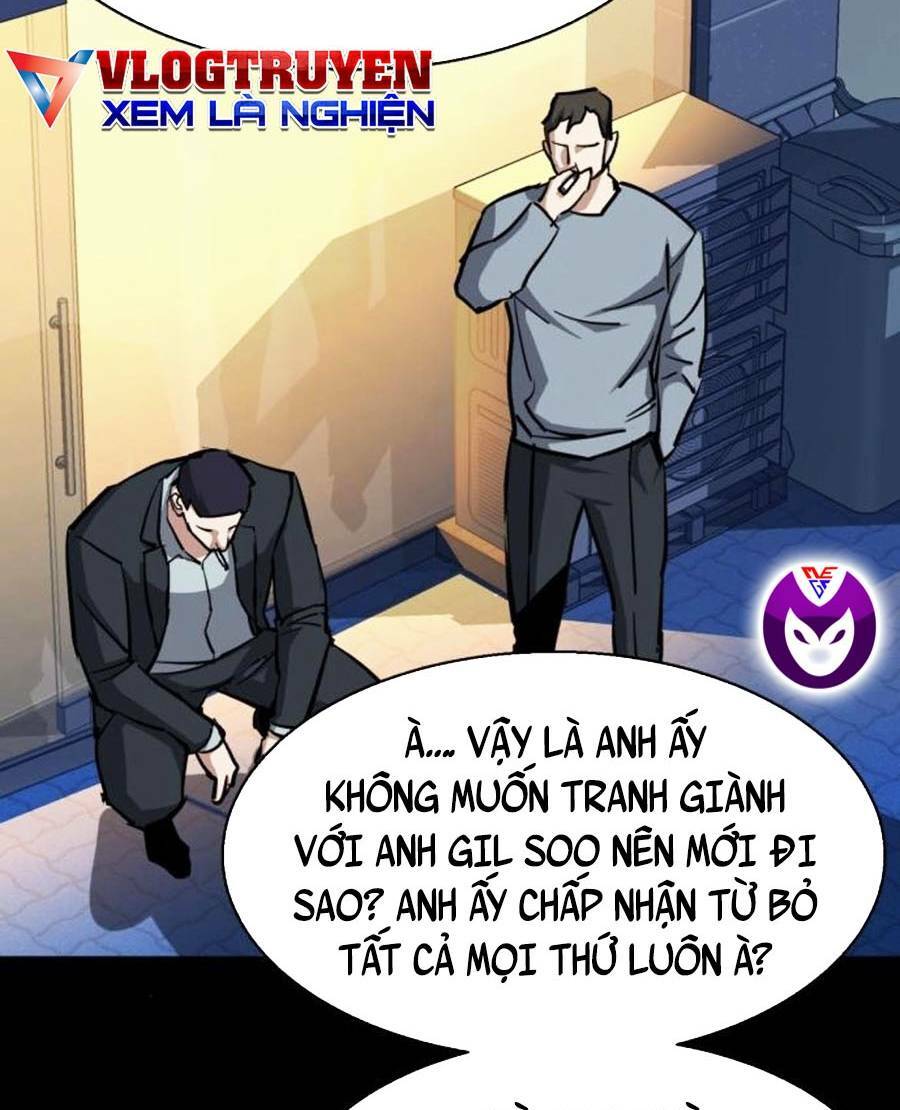 VLOGTRUYEN
XEM LÀ NGHIỆN
À.... VẬY LÀ ANH ẤY
KHÔNG MUỐN TRANH GIÀNH
VỚI ANH GIL SOO NÊN MỚI ĐI
SAO? ANH ẤY CHẤP NHẬN TỪ BỎ
TẤT CẢ MỌI THỨ LUÔN À?